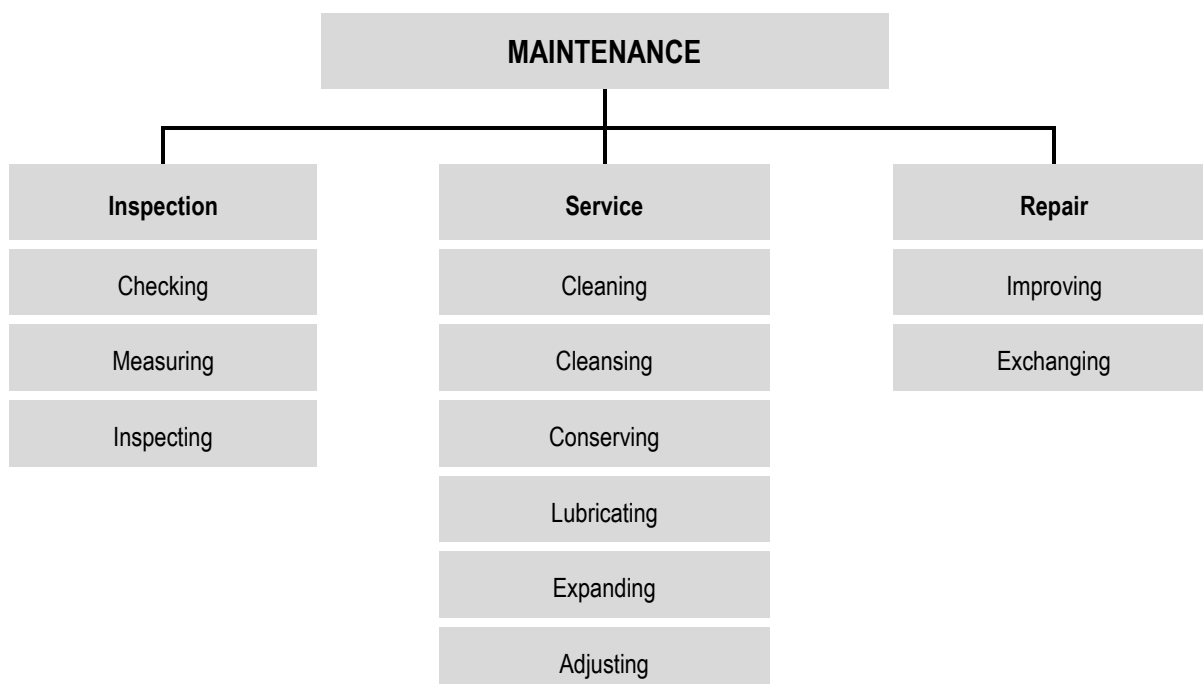 MAINTENANCE
Inspection
Checking
Measuring
Inspecting
Service
Cleaning
Cleansing
Conserving
Lubricating
Expanding
Adjusting
Repair
Improving
Exchanging